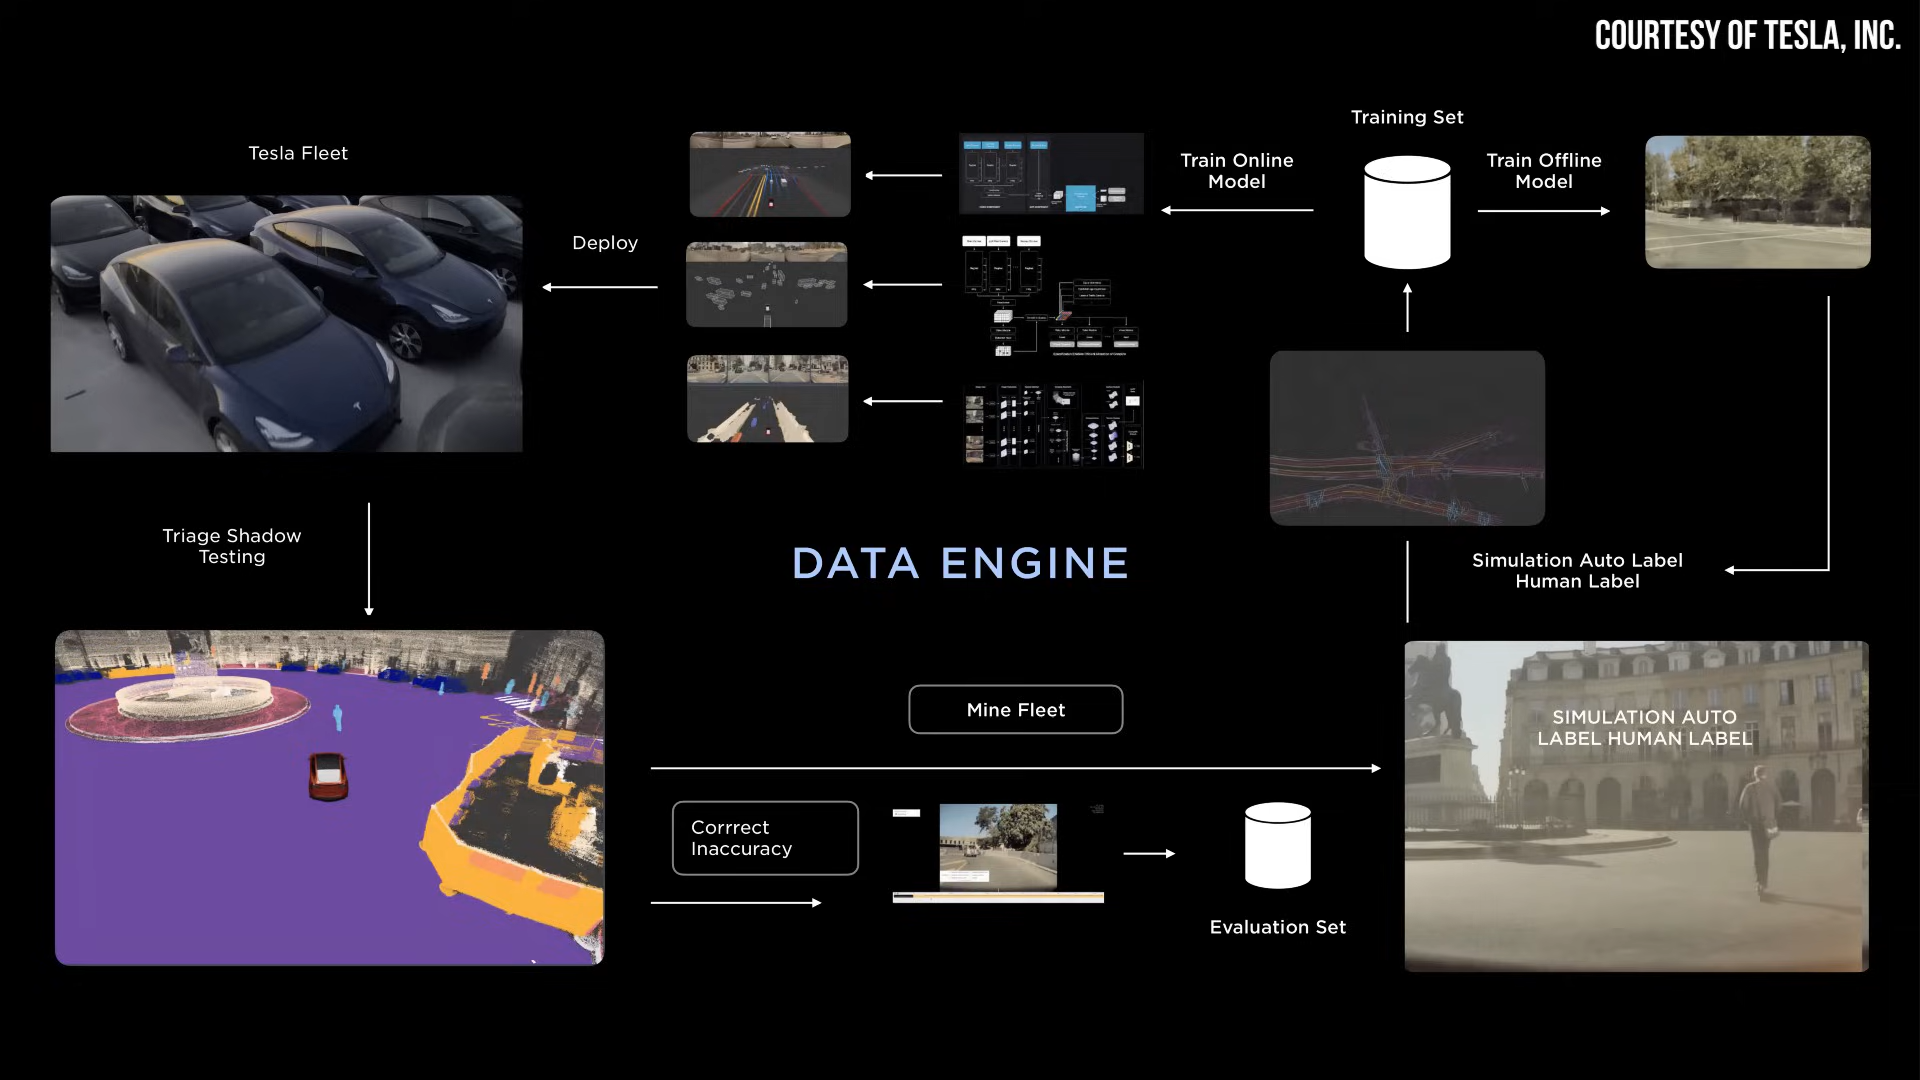 COURTESY OF TESLA, INC.
Training Set
Tesla Fleet
Train Online
Model
Train Offline
Model
Deploy
Triage Shadow
Testing
DATA ENGINE
Simulation Auto Label
Human Label
Mine Fleet
SIMULATION AUTO
LABEL HUMAN LABEL
Corrrect
Inaccuracy
Evaluation Set